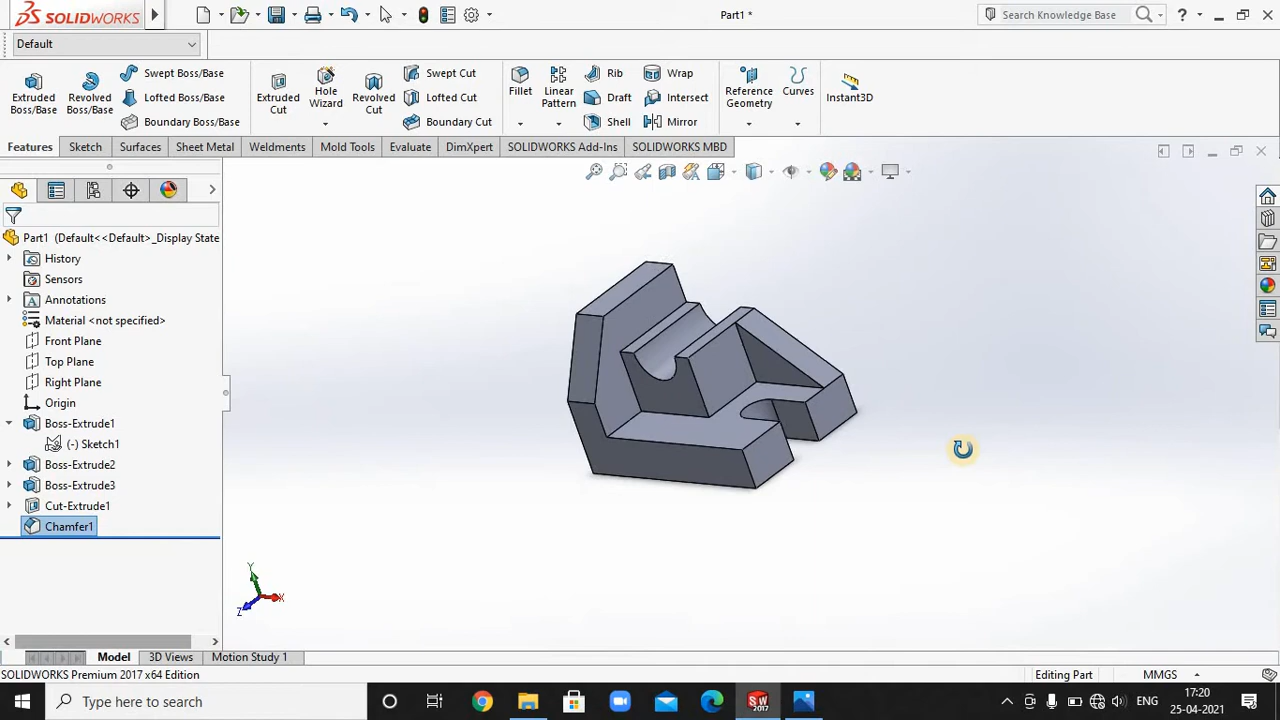 SOLIDWORKS
Part1 *
Search Knowledge Base
?
Default
Extruded Boss/Base
Revolved Boss/Base
Swept Boss/Base
Lofted Boss/Base
Boundary Boss/Base
Extruded Cut
Hole Wizard
Revolved Cut
Swept Cut
Lofted Cut
Boundary Cut
Fillet
Linear Pattern
Rib
Draft
Shell
Wrap
Intersect
Mirror
Reference Geometry
Curves
Instant3D
Features Sketch Surfaces Sheet Metal Weldments Mold Tools Evaluate DimXpert SOLIDWORKS Add-Ins SOLIDWORKS MBD
Part1 (Default<<Default>_Display State
History
Sensors
Annotations
Material <not specified>
Front Plane
Top Plane
Right Plane
Origin
Boss-Extrude1
(-) Sketch1
Boss-Extrude2
Boss-Extrude3
Cut-Extrude1
Chamfer1
Y
X
Z
Model 3D Views Motion Study 1
SOLIDWORKS Premium 2017 x64 Edition
Editing Part
MMGS
Type here to search
SW
2017
ENG
17:20
25-04-2021